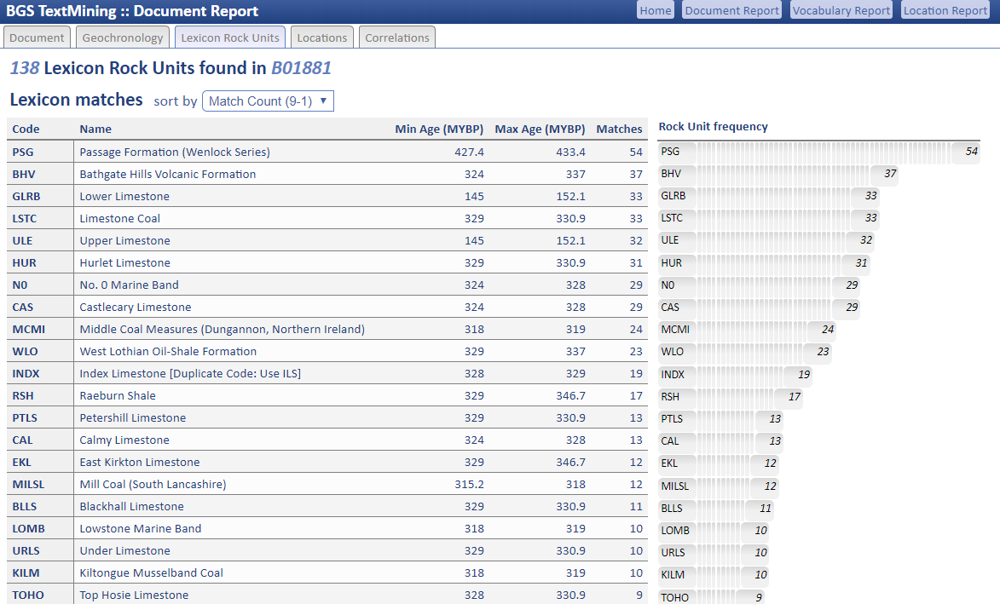 BGS TextMining :: Document Report Home Document Report Vocabulary Report Location Report
Document Geochronology Lexicon Rock Units Locations Correlations
138 Lexicon Rock Units found in B01881
Lexicon matches sort by Match Count (9-1) ▼
Code Name Min Age (MYBP) Max Age (MYBP) Matches
PSG Passage Formation (Wenlock Series) 427.4 433.4 54
BHV Bathgate Hills Volcanic Formation 324 337 37
GLRB Lower Limestone 145 152.1 33
LSTC Limestone Coal 329 330.9 33
ULE Upper Limestone 145 152.1 32
HUR Hurlet Limestone 329 330.9 31
N0 No. 0 Marine Band 324 328 29
CAS Castlecary Limestone 324 328 29
MCMI Middle Coal Measures (Dungannon, Northern Ireland) 318 319 24
WLO West Lothian Oil-Shale Formation 329 337 23
INDX Index Limestone [Duplicate Code: Use ILS] 328 329 19
RSH Raeburn Shale 329 346.7 17
PTLS Petershill Limestone 329 330.9 13
CAL Calmy Limestone 324 328 13
EKL East Kirkton Limestone 329 346.7 12
MILSL Mill Coal (South Lancashire) 315.2 318 12
BLLS Blackhall Limestone 329 330.9 11
LOMB Lowstone Marine Band 318 319 10
URLS Under Limestone 329 330.9 10
KILM Kiltongue Musselband Coal 318 319 10
TOHO Top Hosie Limestone 328 330.9 9
Rock Unit frequency
PSG 54
BHV 37
GLRB 33
LSTC 33
ULE 32
HUR 31
N0 29
CAS 29
MCMI 24
WLO 23
INDX 19
RSH 17
PTLS 13
CAL 13
EKL 12
MILSL 12
BLLS 11
LOMB 10
URLS 10
KILM 10
TOHO 9